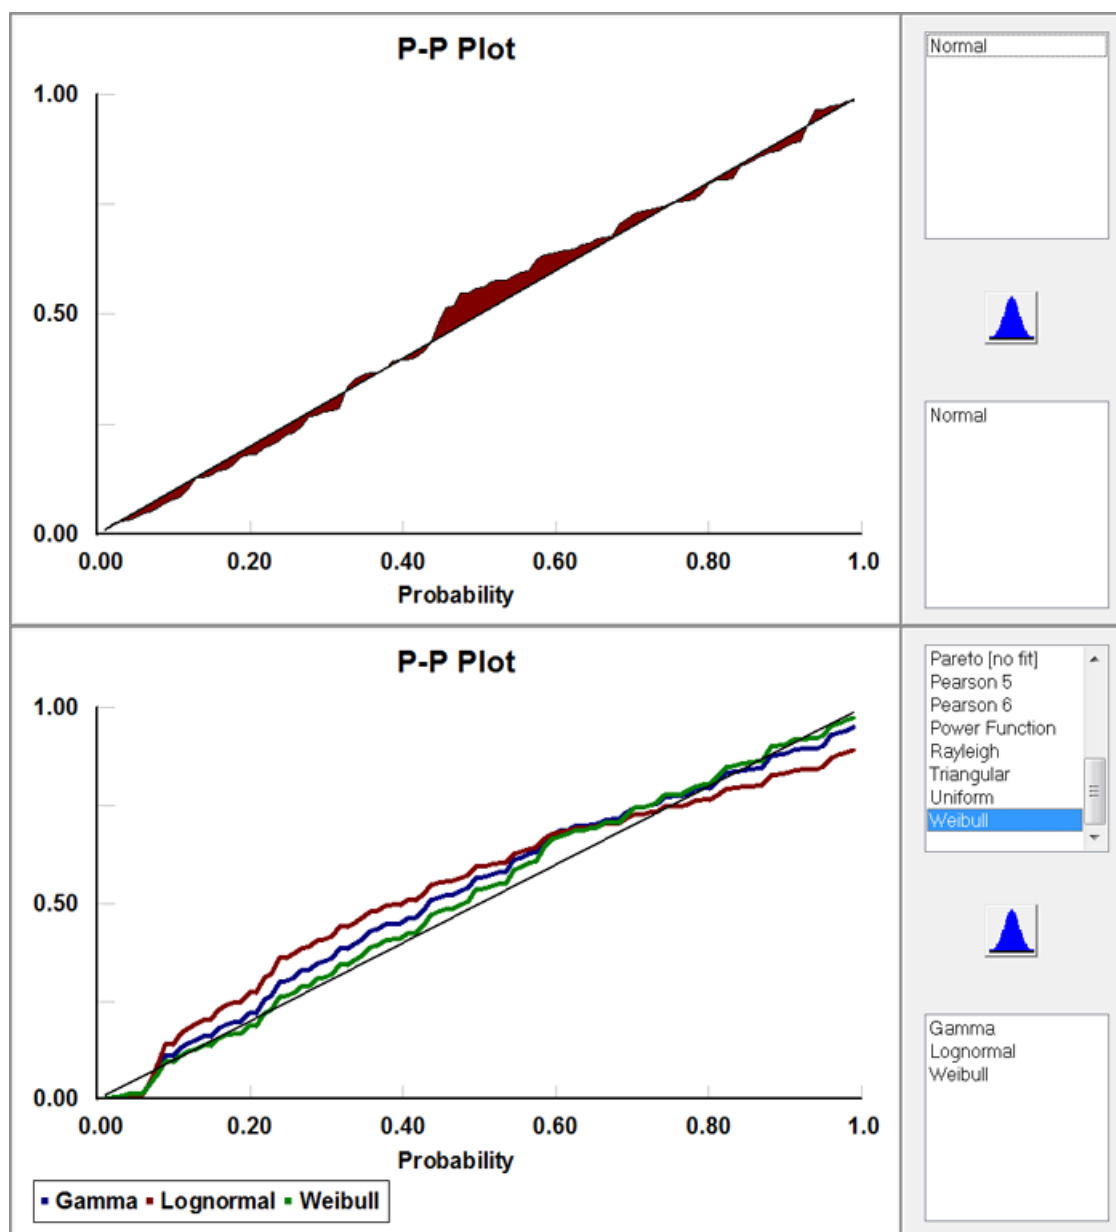 P-P Plot
1.00
0.50
0.00
0.00 0.20 0.40 0.60 0.80 1.0
Probability
Normal
Normal
P-P Plot
1.00
0.50
0.00
0.00 0.20 0.40 0.60 0.80 1.0
Probability
Gamma Lognormal Weibull
Pareto [no fit]
Pearson 5
Pearson 6
Power Function
Rayleigh
Triangular
Uniform
Weibull
Gamma
Lognormal
Weibull